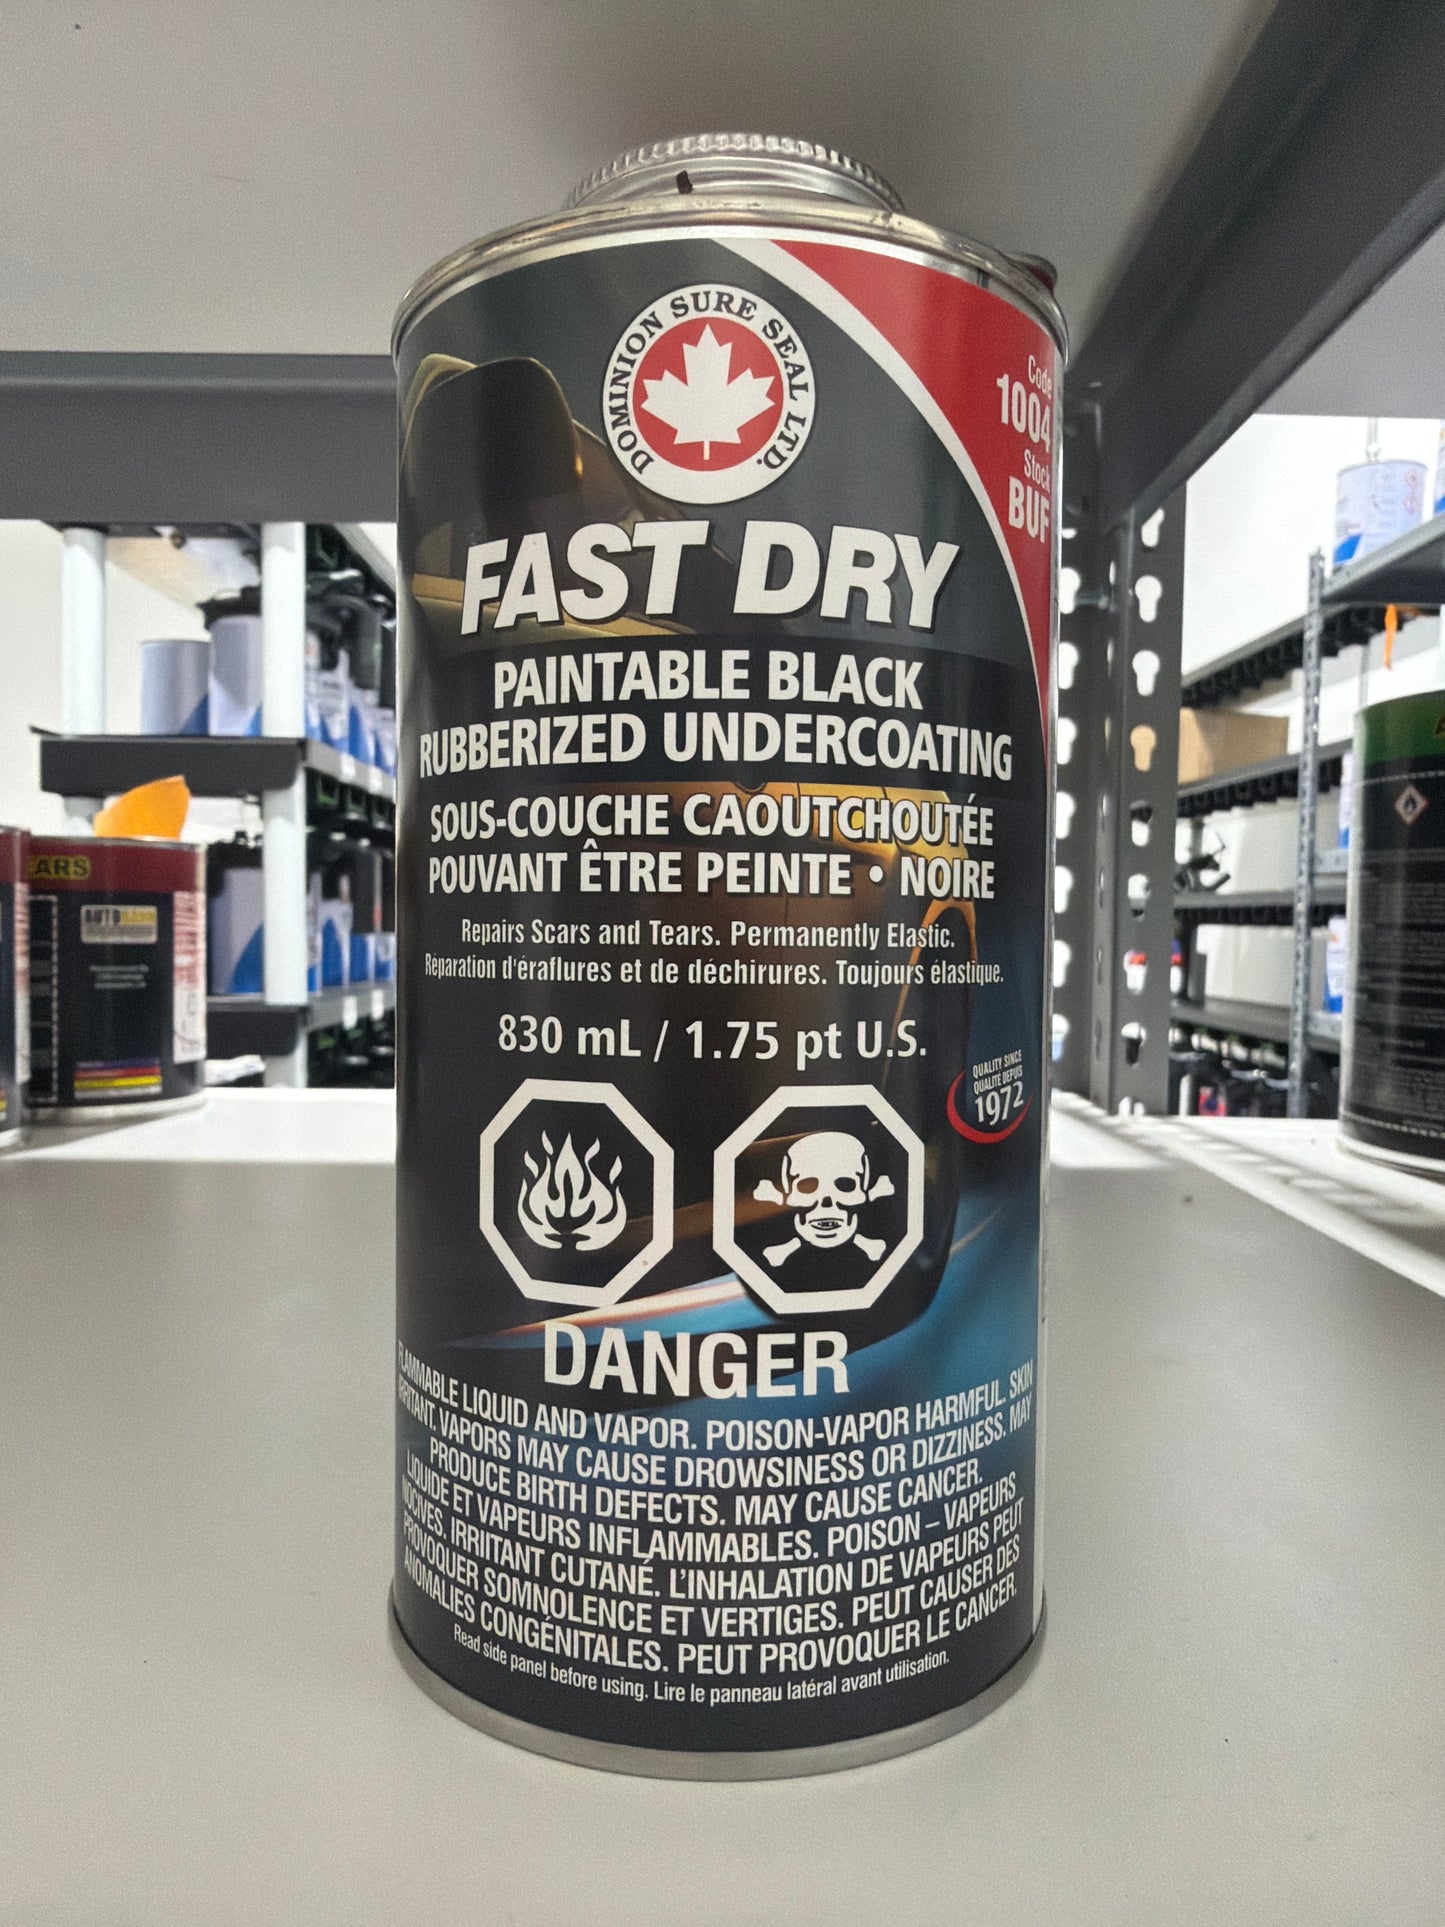 DOMINION SURE SEAL LTD.
Code
1004
Stock
BUF
FAST DRY
PAINTABLE BLACK
RUBBERIZED UNDERCOATING
SOUS-COUCHE CAOUTCHOUTÉE
POUVANT ÊTRE PEINTE • NOIRE
Repairs Scars and Tears. Permanently Elastic.
Réparation d'éraflures et de déchirures. Toujours élastique.
830 mL / 1.75 pt U.S.
QUALITY SINCE
QUALITÉ DEPUIS
1972
DANGER
FLAMMABLE LIQUID AND VAPOR. POISON-VAPOR HARMFUL. SKIN
IRRITANT. VAPORS MAY CAUSE DROWSINESS OR DIZZINESS. MAY
PRODUCE BIRTH DEFECTS. MAY CAUSE CANCER.
LIQUIDE ET VAPEURS INFLAMMABLES. POISON – VAPEURS
NOCIVES. IRRIITANT CUTANÉ. L'INHALATION DE VAPEURS PEUT
PROVOQUER SOMNOLENCE ET VERTIGES. PEUT CAUSER DES
ANOMALIES CONGÉNITALES. PEUT PROVOQUER LE CANCER.
Read side panel before using. Lire le panneau latéral avant utilisation.
ARS
AUTO